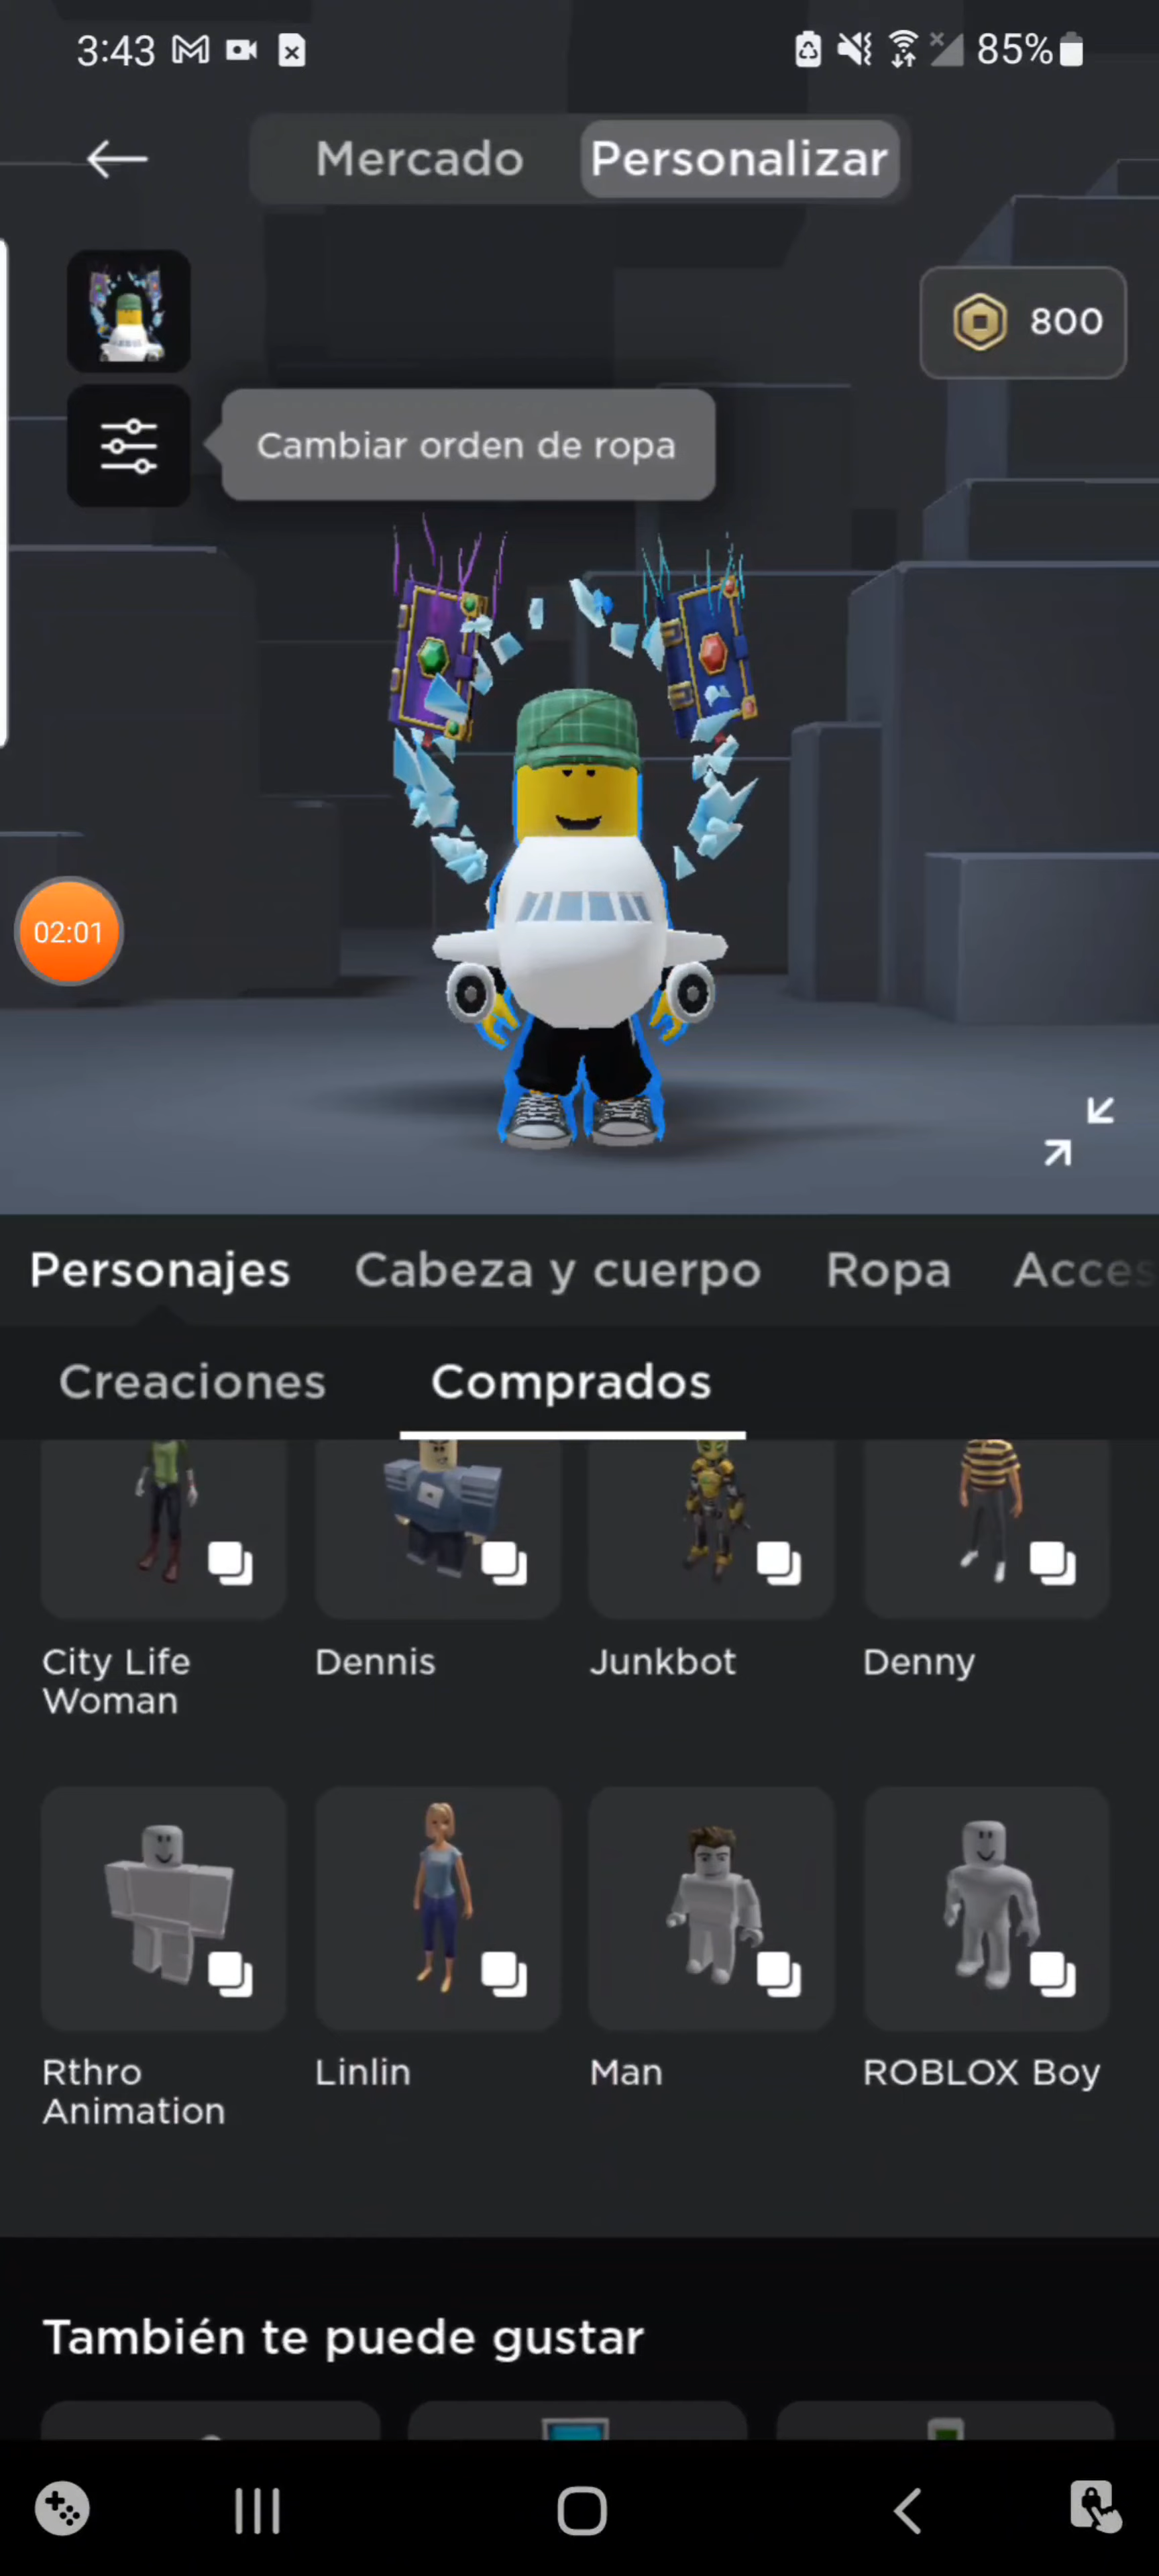 3:43
85%
Mercado
Personalizar
800
Cambiar orden de ropa
02:01
Personajes
Cabeza y cuerpo
Ropa
Acces
Creaciones
Comprados
City Life
Woman
Dennis
Junkbot
Denny
Rthro
Animation
Linlin
Man
ROBLOX Boy
También te puede gustar